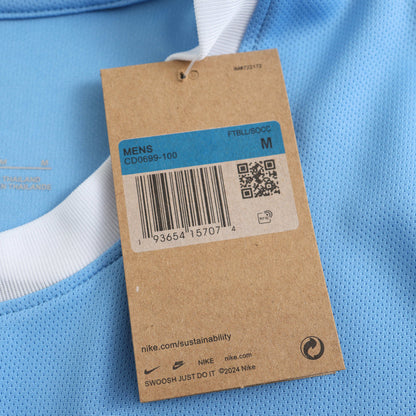 MENS
CD0699-100
FTBLL/SOCC
M
1 93654 15707 4
nike.com/sustainability
NIKE
nike.com
SWOOSH JUST DO IT ©2024 Nike